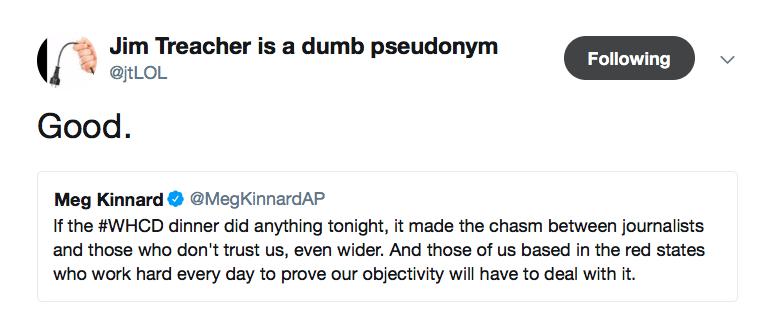 Jim Treacher is a dumb pseudonym
@jtLOL
Following
Good.
Meg Kinnard @MegKinnardAP
If the #WHCD dinner did anything tonight, it made the chasm between journalists
and those who don't trust us, even wider. And those of us based in the red states
who work hard every day to prove our objectivity will have to deal with it.